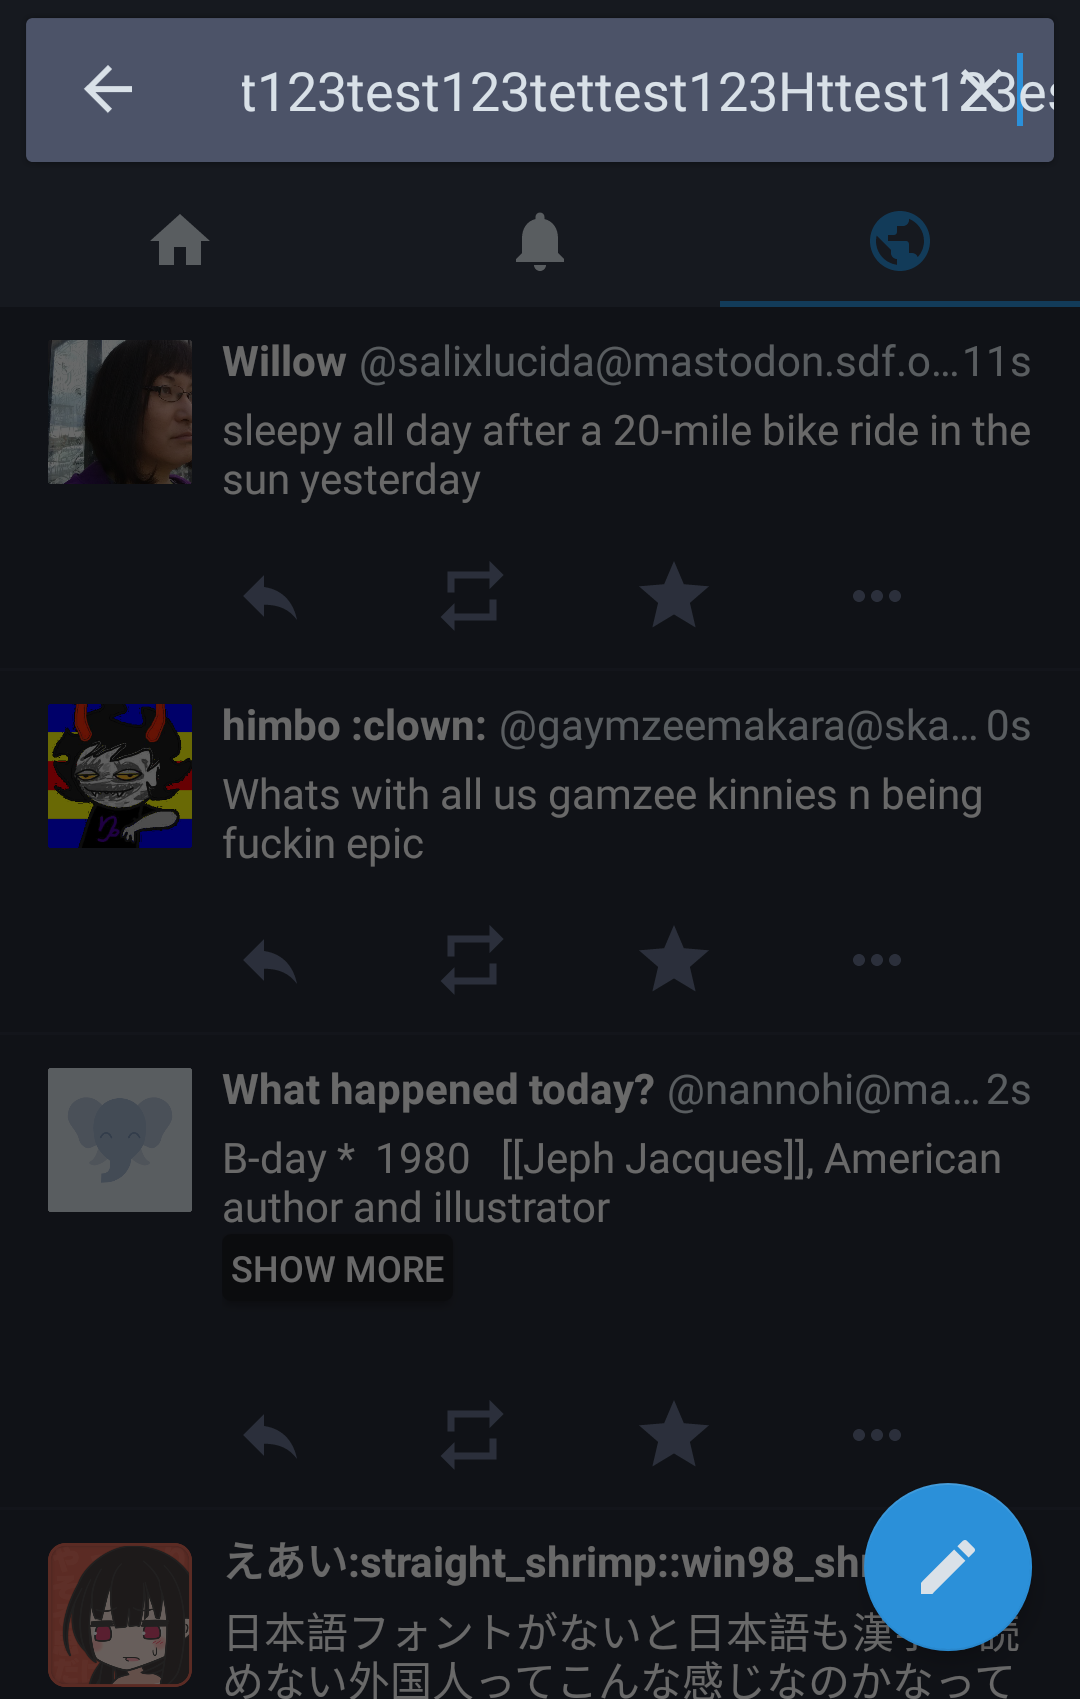 t123test123tettest123Httest123es
Willow @salixlucida@mastodon.sdf.o... 11s
sleepy all day after a 20-mile bike ride in the
sun yesterday
himbo :clown: @gaymzeemakara@ska... 0s
Whats with all us gamzee kinnies n being
fuckin epic
What happened today? @nannohi@ma... 2s
B-day * 1980 [[Jeph Jacques]], American
author and illustrator
SHOW MORE
えあい:straight_shrimp::win98_shr
日本語フォントがないと日本語も漢 読
めない外国人ってこんな感じなのかなって